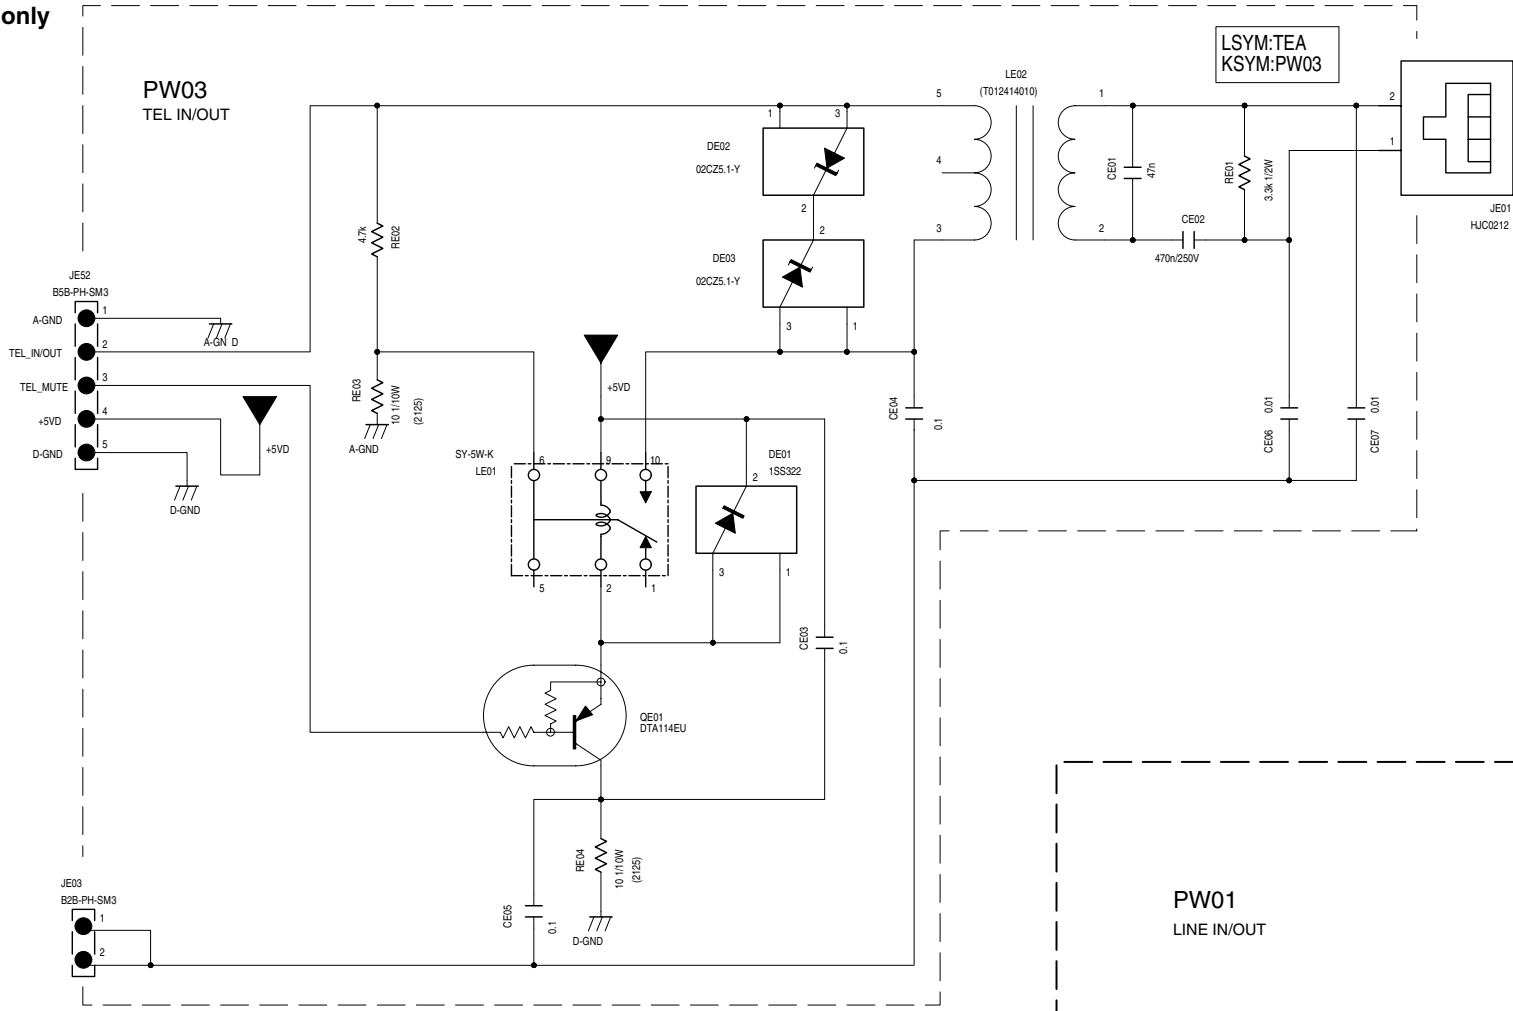 only
PW03
TEL IN/OUT
LSYM:TEA
KSYM:PW03
LE02
(T012414010)
5
4
3
1
2
1
3
DE02
02CZ5.1-Y
2
2
DE03
02CZ5.1-Y
3
1
CE01
47n
CE02
470n/250V
RE01
3.3k 1/2W
2
1
JE01
HJC0212
4.7k
RE02
JE52
B5B-PH-SM3
A-GND
1
A-GN D
TEL_IN/OUT
2
TEL_MUTE
3
+5VD
4
D-GND
5
+5VD
D-GND
RE03
10 1/10W
(2125)
A-GND
+5VD
SY-5W-K
LE01
6
9
10
5
2
1
DE01
1SS322
2
3
1
CE04
0.1
CE06
0.01
CE07
0.01
CE03
0.1
QE01
DTA114EU
RE04
10 1/10W
(2125)
D-GND
CE05
0.1
JE03
B2B-PH-SM3
1
2
PW01
LINE IN/OUT